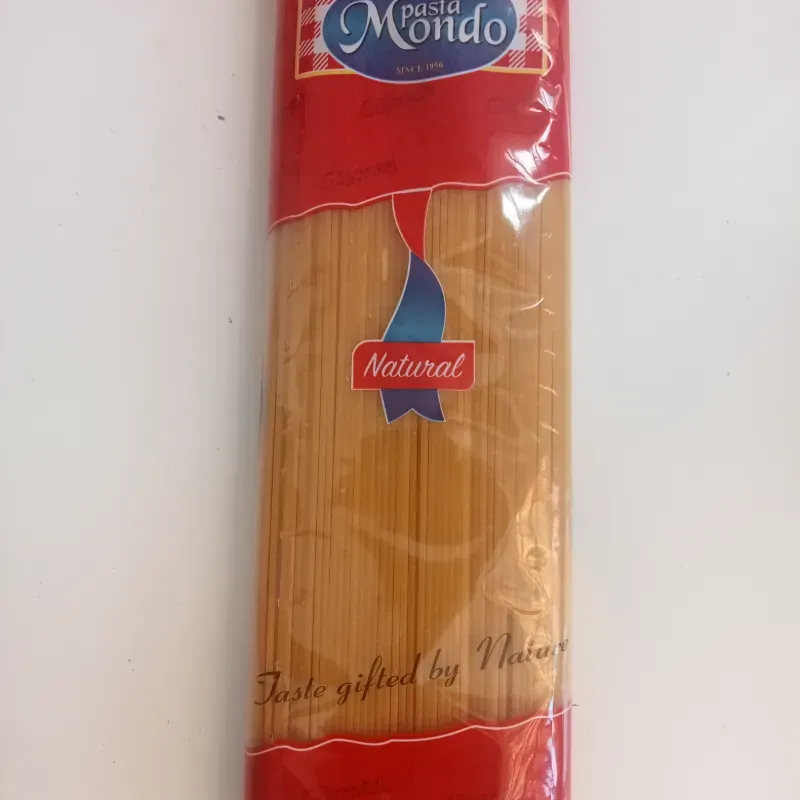 pasta
Mondo
SINCE 1956
Natural
Taste gifted by Nature